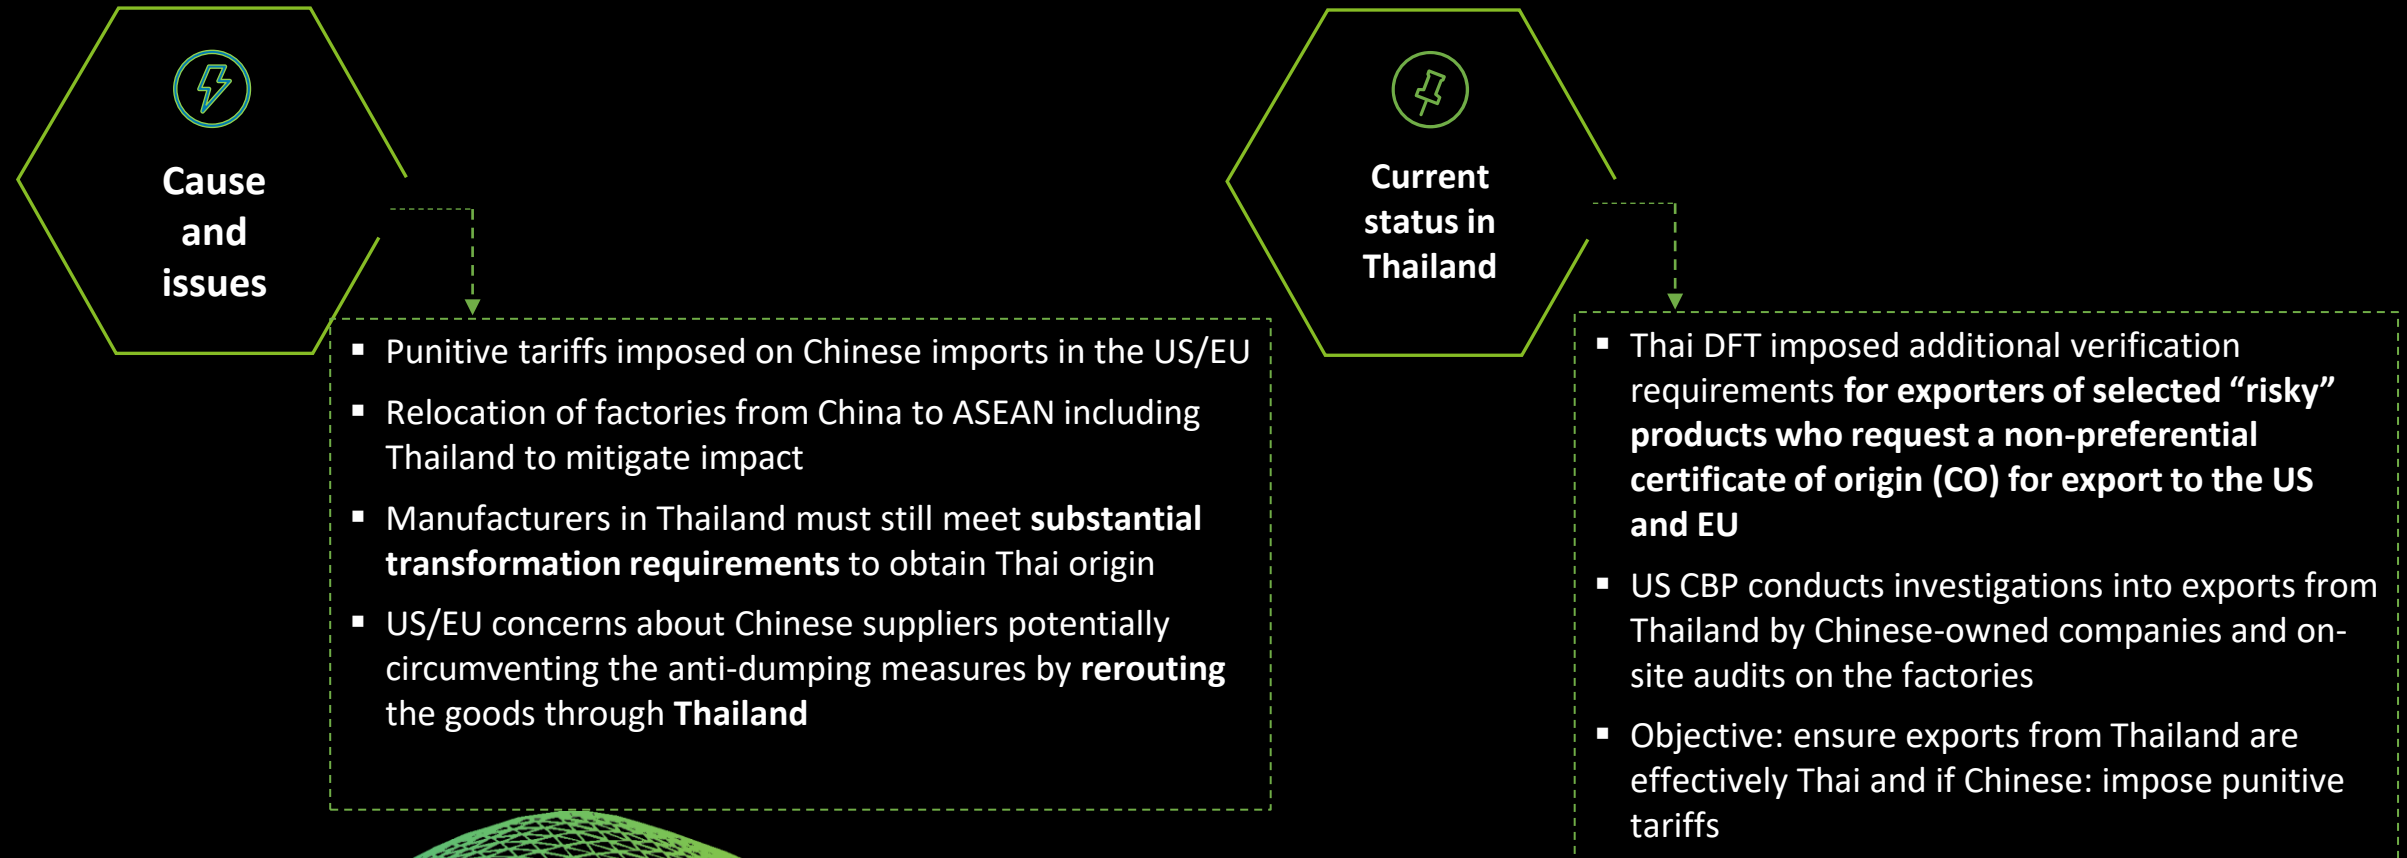 Cause
and
issues
▪ Punitive tariffs imposed on Chinese imports in the US/EU
▪ Relocation of factories from China to ASEAN including
Thailand to mitigate impact
▪ Manufacturers in Thailand must still meet substantial
transformation requirements to obtain Thai origin
▪ US/EU concerns about Chinese suppliers potentially
circumventing the anti-dumping measures by rerouting
the goods through Thailand
Current
status in
Thailand
▪ Thai DFT imposed additional verification
requirements for exporters of selected “risky”
products who request a non-preferential
certificate of origin (CO) for export to the US
and EU
▪ US CBP conducts investigations into exports from
Thailand by Chinese-owned companies and on-
site audits on the factories
▪ Objective: ensure exports from Thailand are
effectively Thai and if Chinese: impose punitive
tariffs